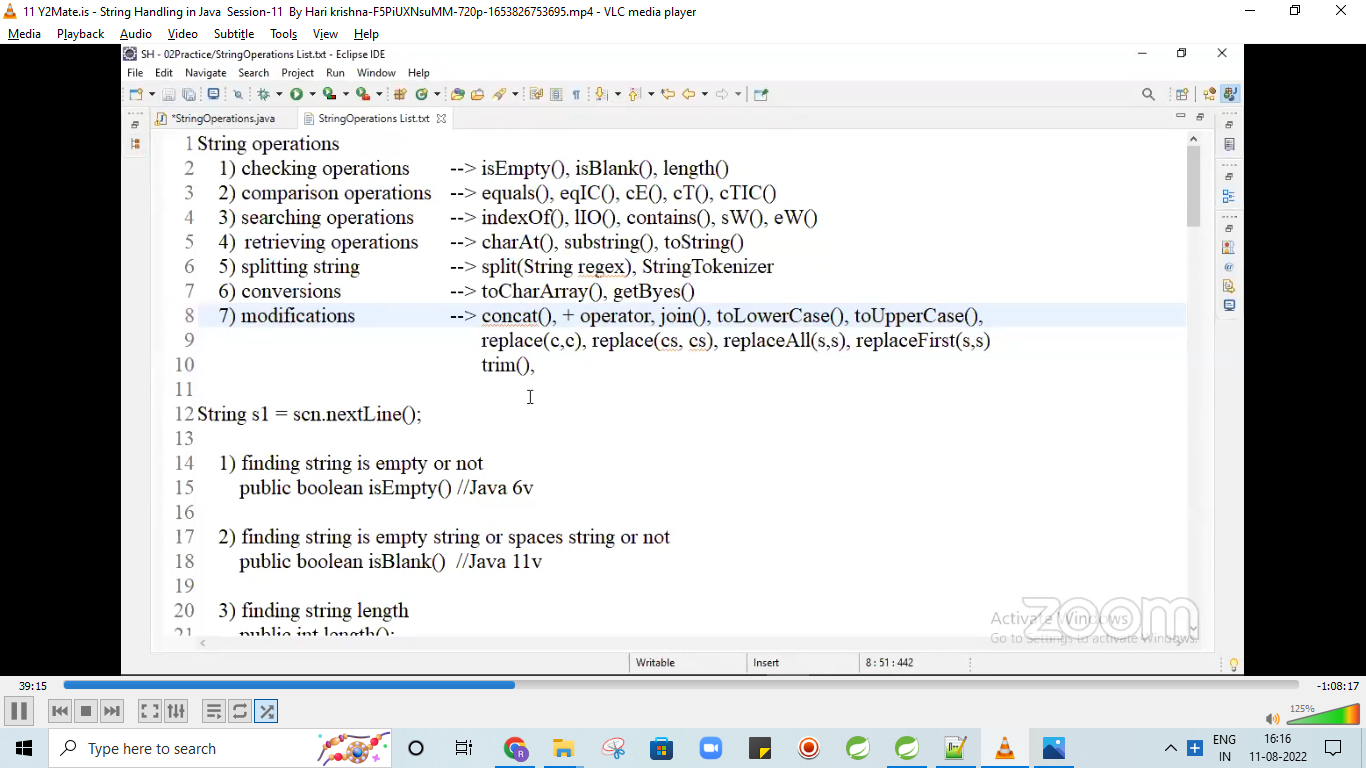 11 Y2Mate.is - String Handling in Java Session-11 By Hari krishna-F5PiUXNsuMM-720p-1653826753695.mp4 - VLC media player
Media Playback Audio Video Subtitle Tools View Help
SH - 02Practice/StringOperations List.txt - Eclipse IDE
File Edit Navigate Search Project Run Window Help
*StringOperations.java StringOperations List.txt
1 String operations
2 1) checking operations --> isEmpty(), isBlank(), length()
3 2) comparison operations --> equals(), eqIC(), cE(), cT(), cTIC()
4 3) searching operations --> indexOf(), lIO(), contains(), sW(), eW()
5 4) retrieving operations --> charAt(), substring(), toString()
6 5) splitting string --> split(String regex), StringTokenizer
7 6) conversions --> toCharArray(), getByes()
8 7) modifications --> concat(), + operator, join(), toLowerCase(), toUpperCase(),
9 replace(c,c), replace(cs, cs), replaceAll(s,s), replaceFirst(s,s)
10 trim(),
11
12 String s1 = scn.nextLine();
13
14 1) finding string is empty or not
15 public boolean isEmpty() //Java 6v
16
17 2) finding string is empty string or spaces string or not
18 public boolean isBlank() //Java 11v
19
20 3) finding string length
21 public int length();
zoom
Activate Windows
Go to Settings to activate Windows.
Writable Insert 8 : 51 : 442
39:15 -1:08:17
125%
Type here to search
ENG 16:16
IN 11-08-2022